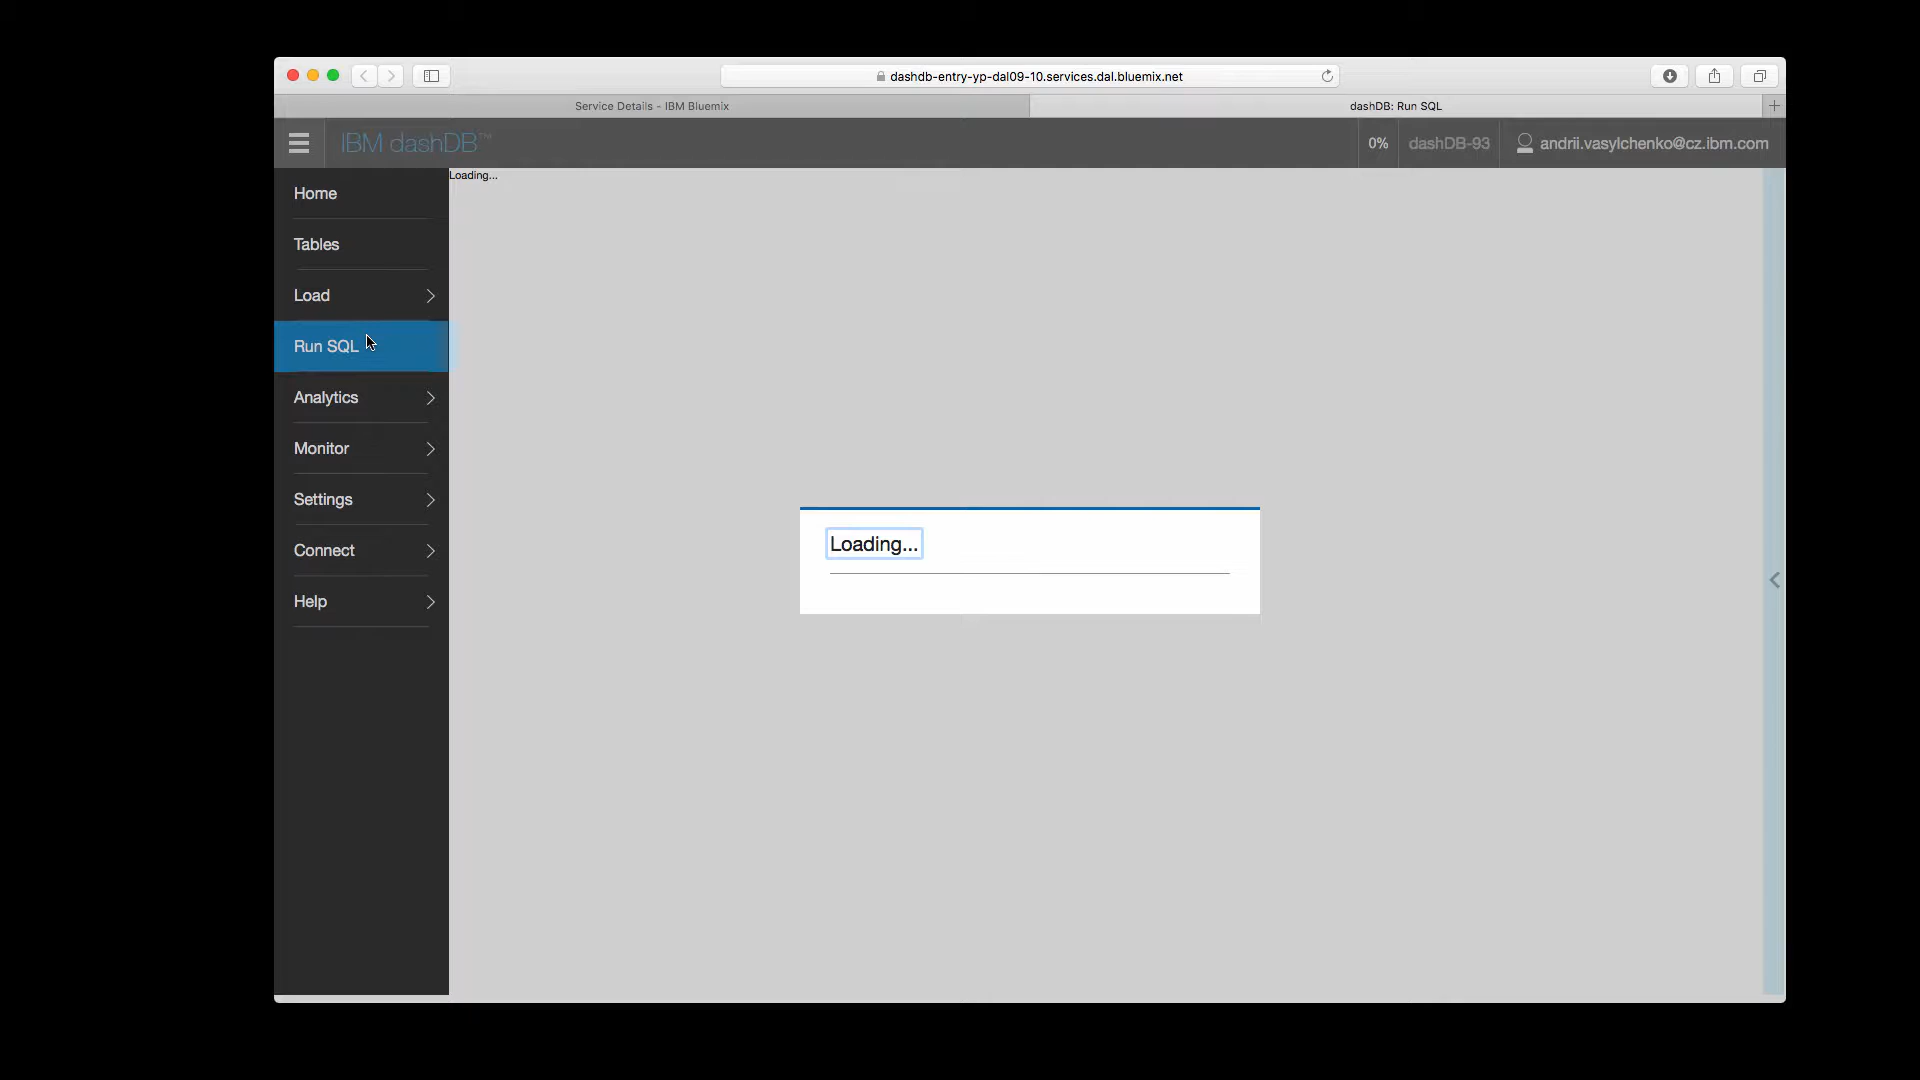 dashdb-entry-yp-dal09-10.services.dal.bluemix.net
Service Details - IBM Bluemix
dashDB: Run SQL
IBM dashDB™
0%
dashDB-93
andrii.vasylchenko@cz.ibm.com
Home
Loading...
Tables
Load
Run SQL
Analytics
Monitor
Settings
Loading...
Connect
Help